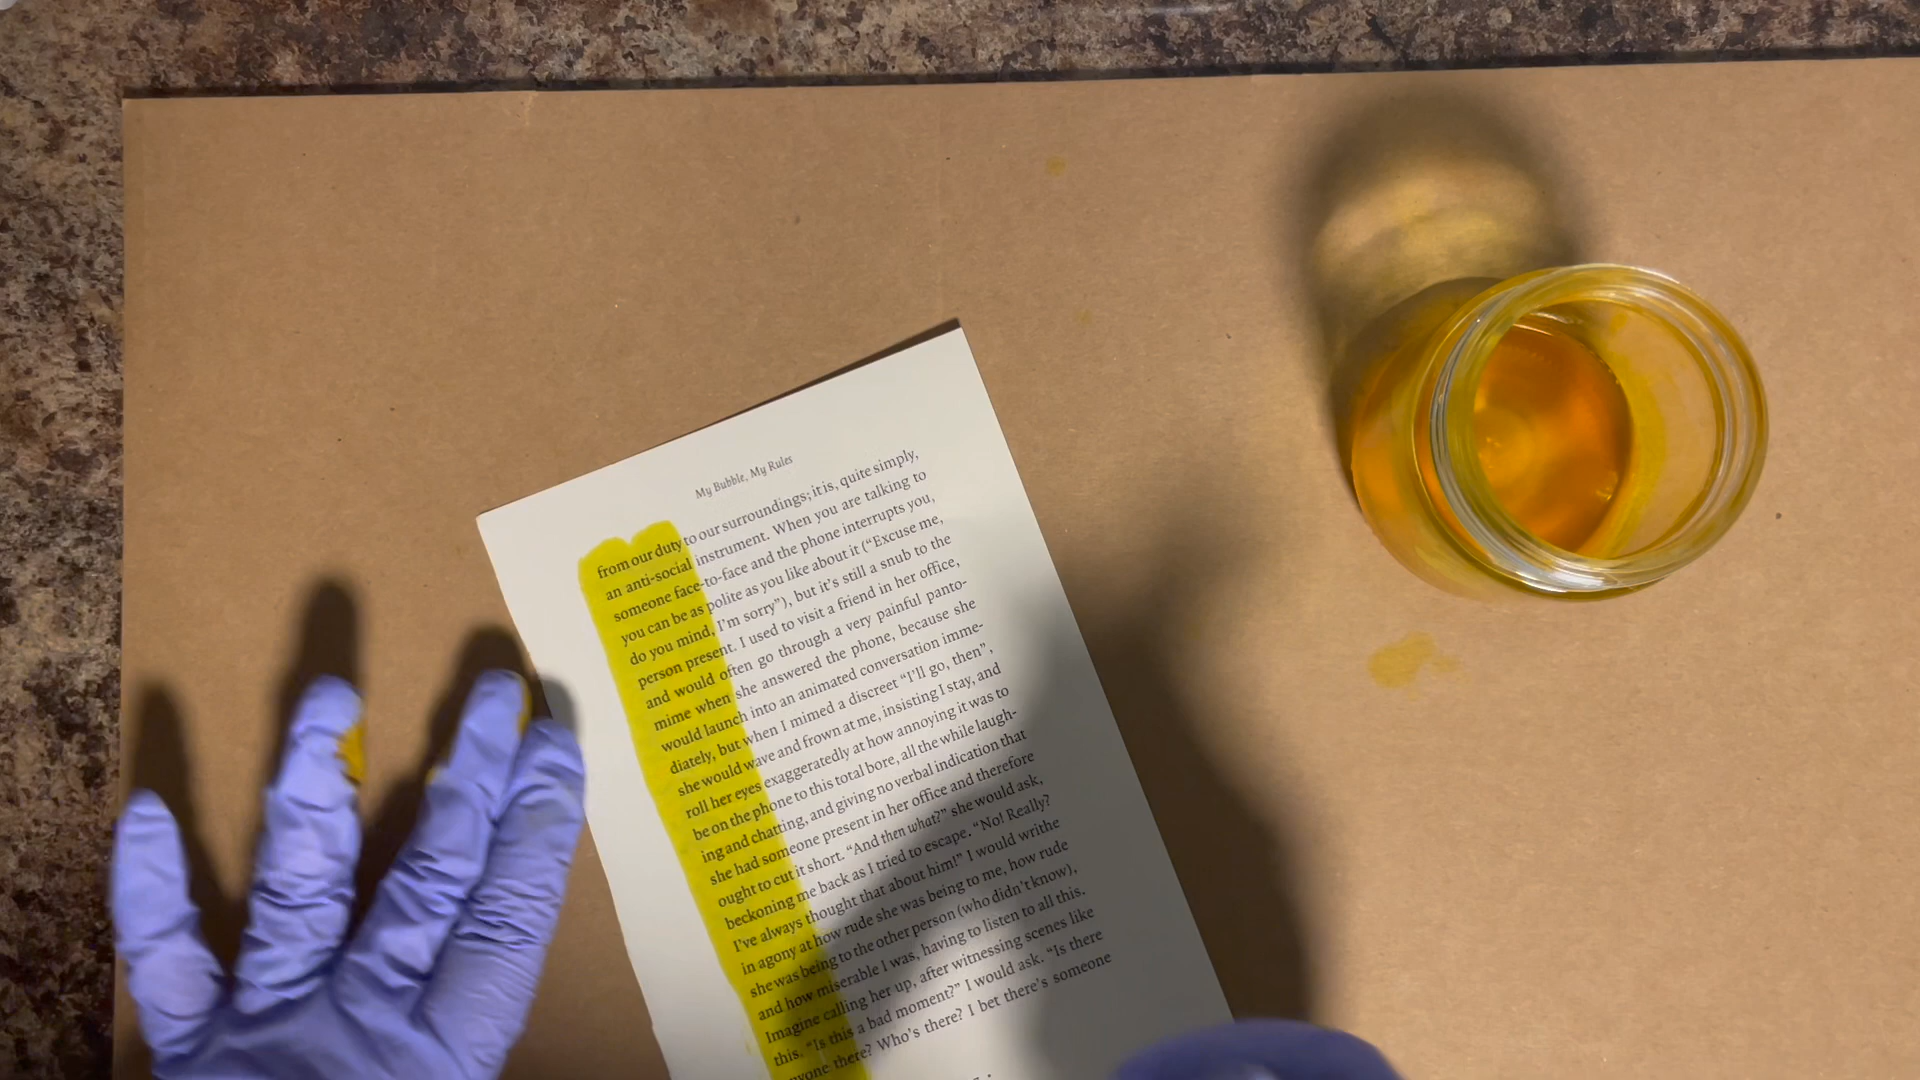 My Bubble, My Rules
from our duty to our surroundings; it is, quite simply,
an anti-social instrument. When you are talking to
someone face-to-face and the phone interrupts you,
you can be as polite as you like about it (“Excuse me,
do you mind, I’m sorry”), but it’s still a snub to the
person present. I used to visit a friend in her office,
and would often go through a very painful panto-
mime when she answered the phone, because she
would launch into an animated conversation imme-
diately, but when I mimed a discreet “I’ll go, then”,
she would wave and frown at me, insisting I stay, and
roll her eyes exaggeratedly at how annoying it was to
be on the phone to this total bore, all the while laugh-
ing and chatting, and giving no verbal indication that
she had someone present in her office and therefore
ought to cut it short. “And then what?” she would ask,
beckoning me back as I tried to escape. “No! Really?
I’ve always thought that about him!” I would writhe
in agony at how rude she was being to me, how rude
she was being to the other person (who didn’t know),
and how miserable I was, having to listen to all this.
Imagine calling her up, after witnessing scenes like
this. “Is this a bad moment?” I would ask. “Is there
anyone there? Who’s there? I bet there’s someone